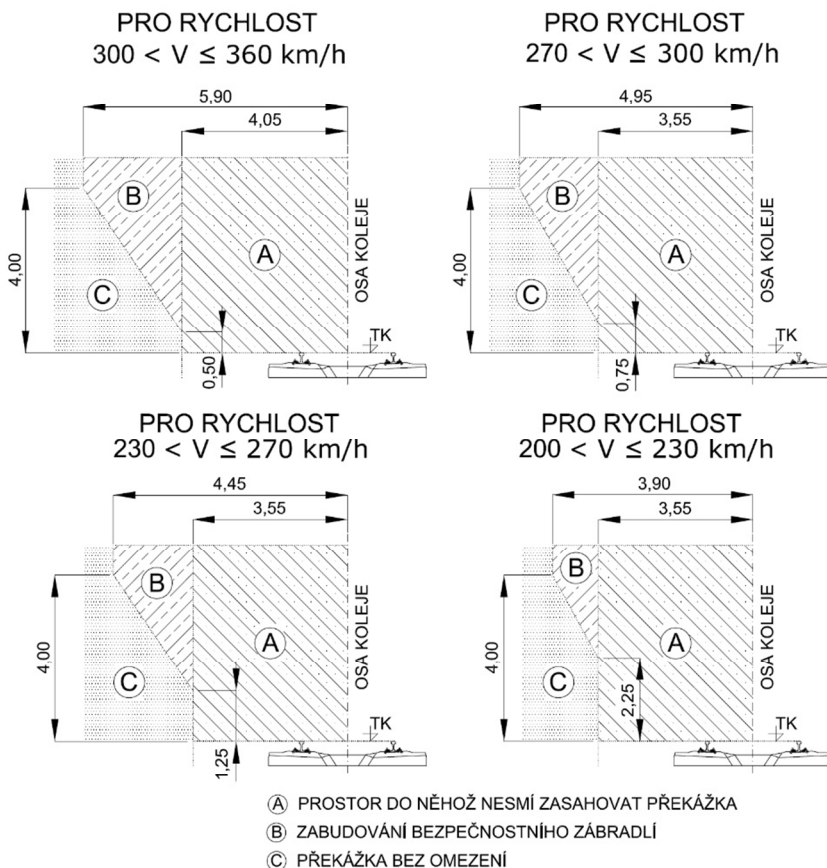 PRO RYCHLOST
300 < V ≤ 360 km/h
5,90
4,05
B
A
C
4,00
0,50
OSA KOLEJE
TK
PRO RYCHLOST
270 < V ≤ 300 km/h
4,95
3,55
B
A
C
4,00
0,75
OSA KOLEJE
TK
PRO RYCHLOST
230 < V ≤ 270 km/h
4,45
3,55
B
A
C
4,00
1,25
OSA KOLEJE
TK
PRO RYCHLOST
200 < V ≤ 230 km/h
3,90
3,55
B
A
C
4,00
2,25
OSA KOLEJE
TK
A PROSTOR DO NĚHOŽ NESMÍ ZASAHOVAT PŘEKÁŽKA
B ZABUDOVÁNÍ BEZPEČNOSTNÍHO ZÁBRADLÍ
C PŘEKÁŽKA BEZ OMEZENÍ